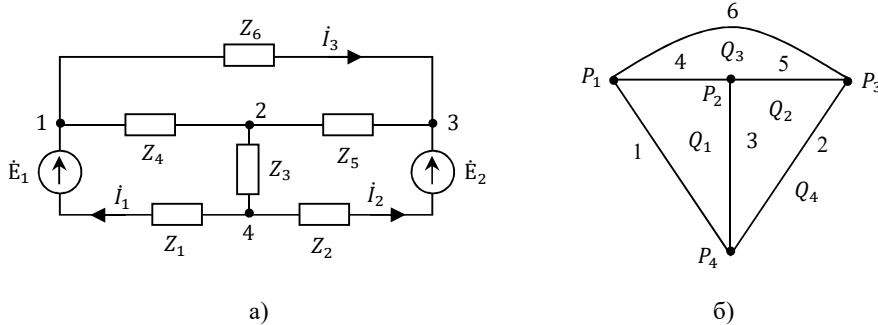 Z₆
İ₃
1
2
3
Z₄
Z₅
Z₃
Ė₁
Ė₂
İ₁
İ₂
Z₁
4
Z₂
а)
6
Q₃
P₁
4
5
P₃
P₂
Q₂
Q₁
1
3
2
Q₄
P₄
б)